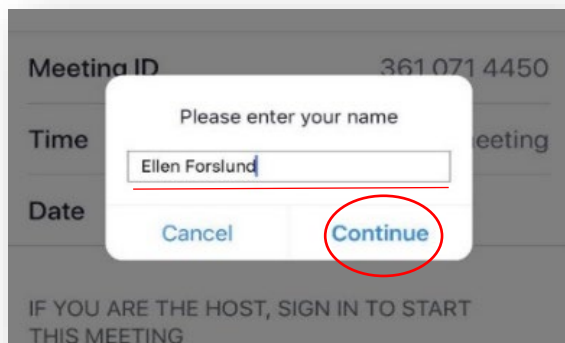 Meeting ID 361 071 4450
Please enter your name
Time eeting
Ellen Forslund
Date
Cancel Continue
IF YOU ARE THE HOST, SIGN IN TO START
THIS MEETING